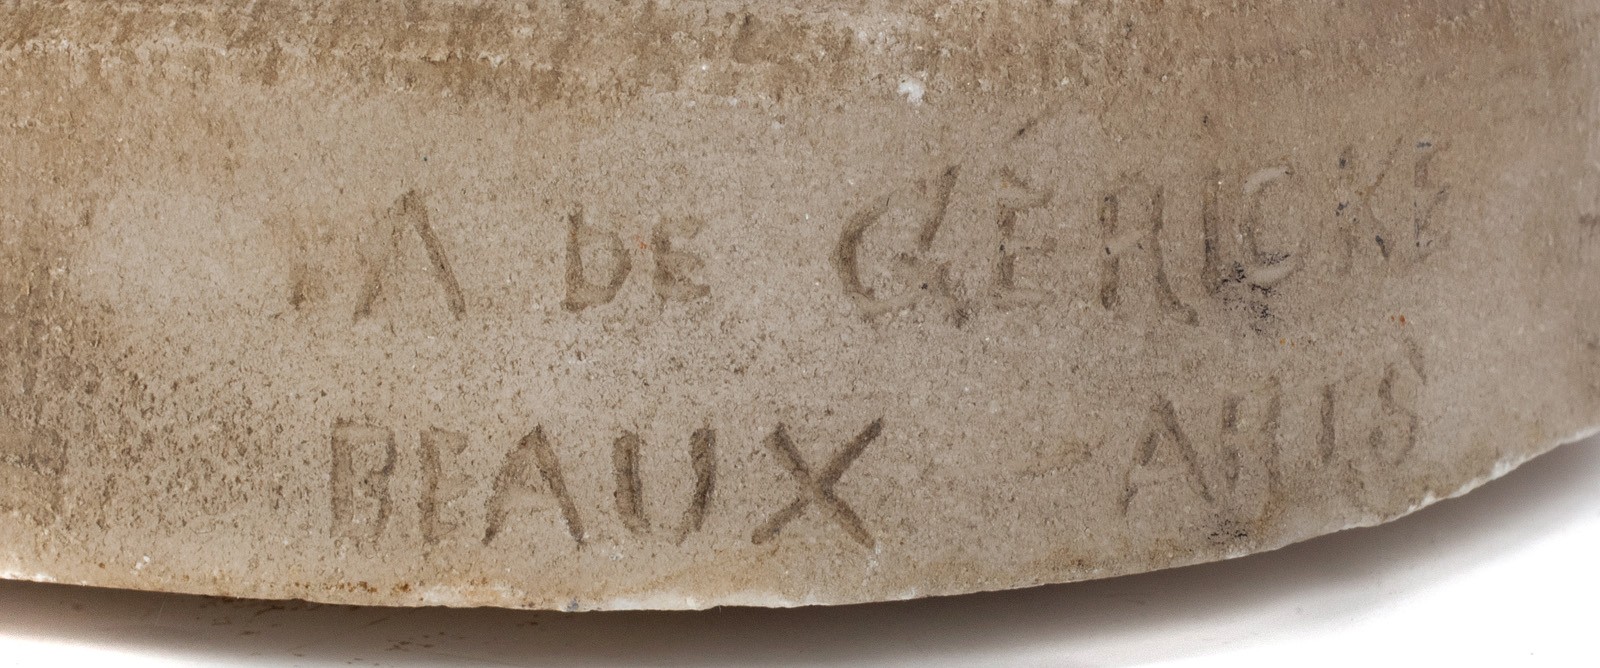 DE GÉRICKE
BEAUX ARTS